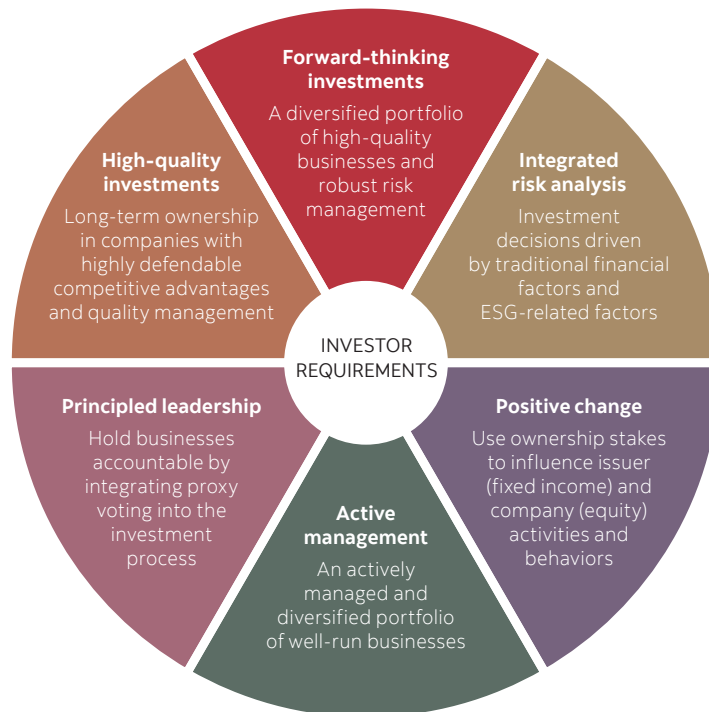 Forward-thinking
investments
A diversified portfolio
of high-quality
businesses and
robust risk
management
Integrated
risk analysis
Investment
decisions driven
by traditional financial
factors and
ESG-related factors
Positive change
Use ownership stakes
to influence issuer
(fixed income) and
company (equity)
activities and
behaviors
Active
management
An actively
managed and
diversified portfolio
of well-run businesses
Principled leadership
Hold businesses
accountable by
integrating proxy
voting into the
investment
process
High-quality
investments
Long-term ownership
in companies with
highly defendable
competitive advantages
and quality management
INVESTOR
REQUIREMENTS